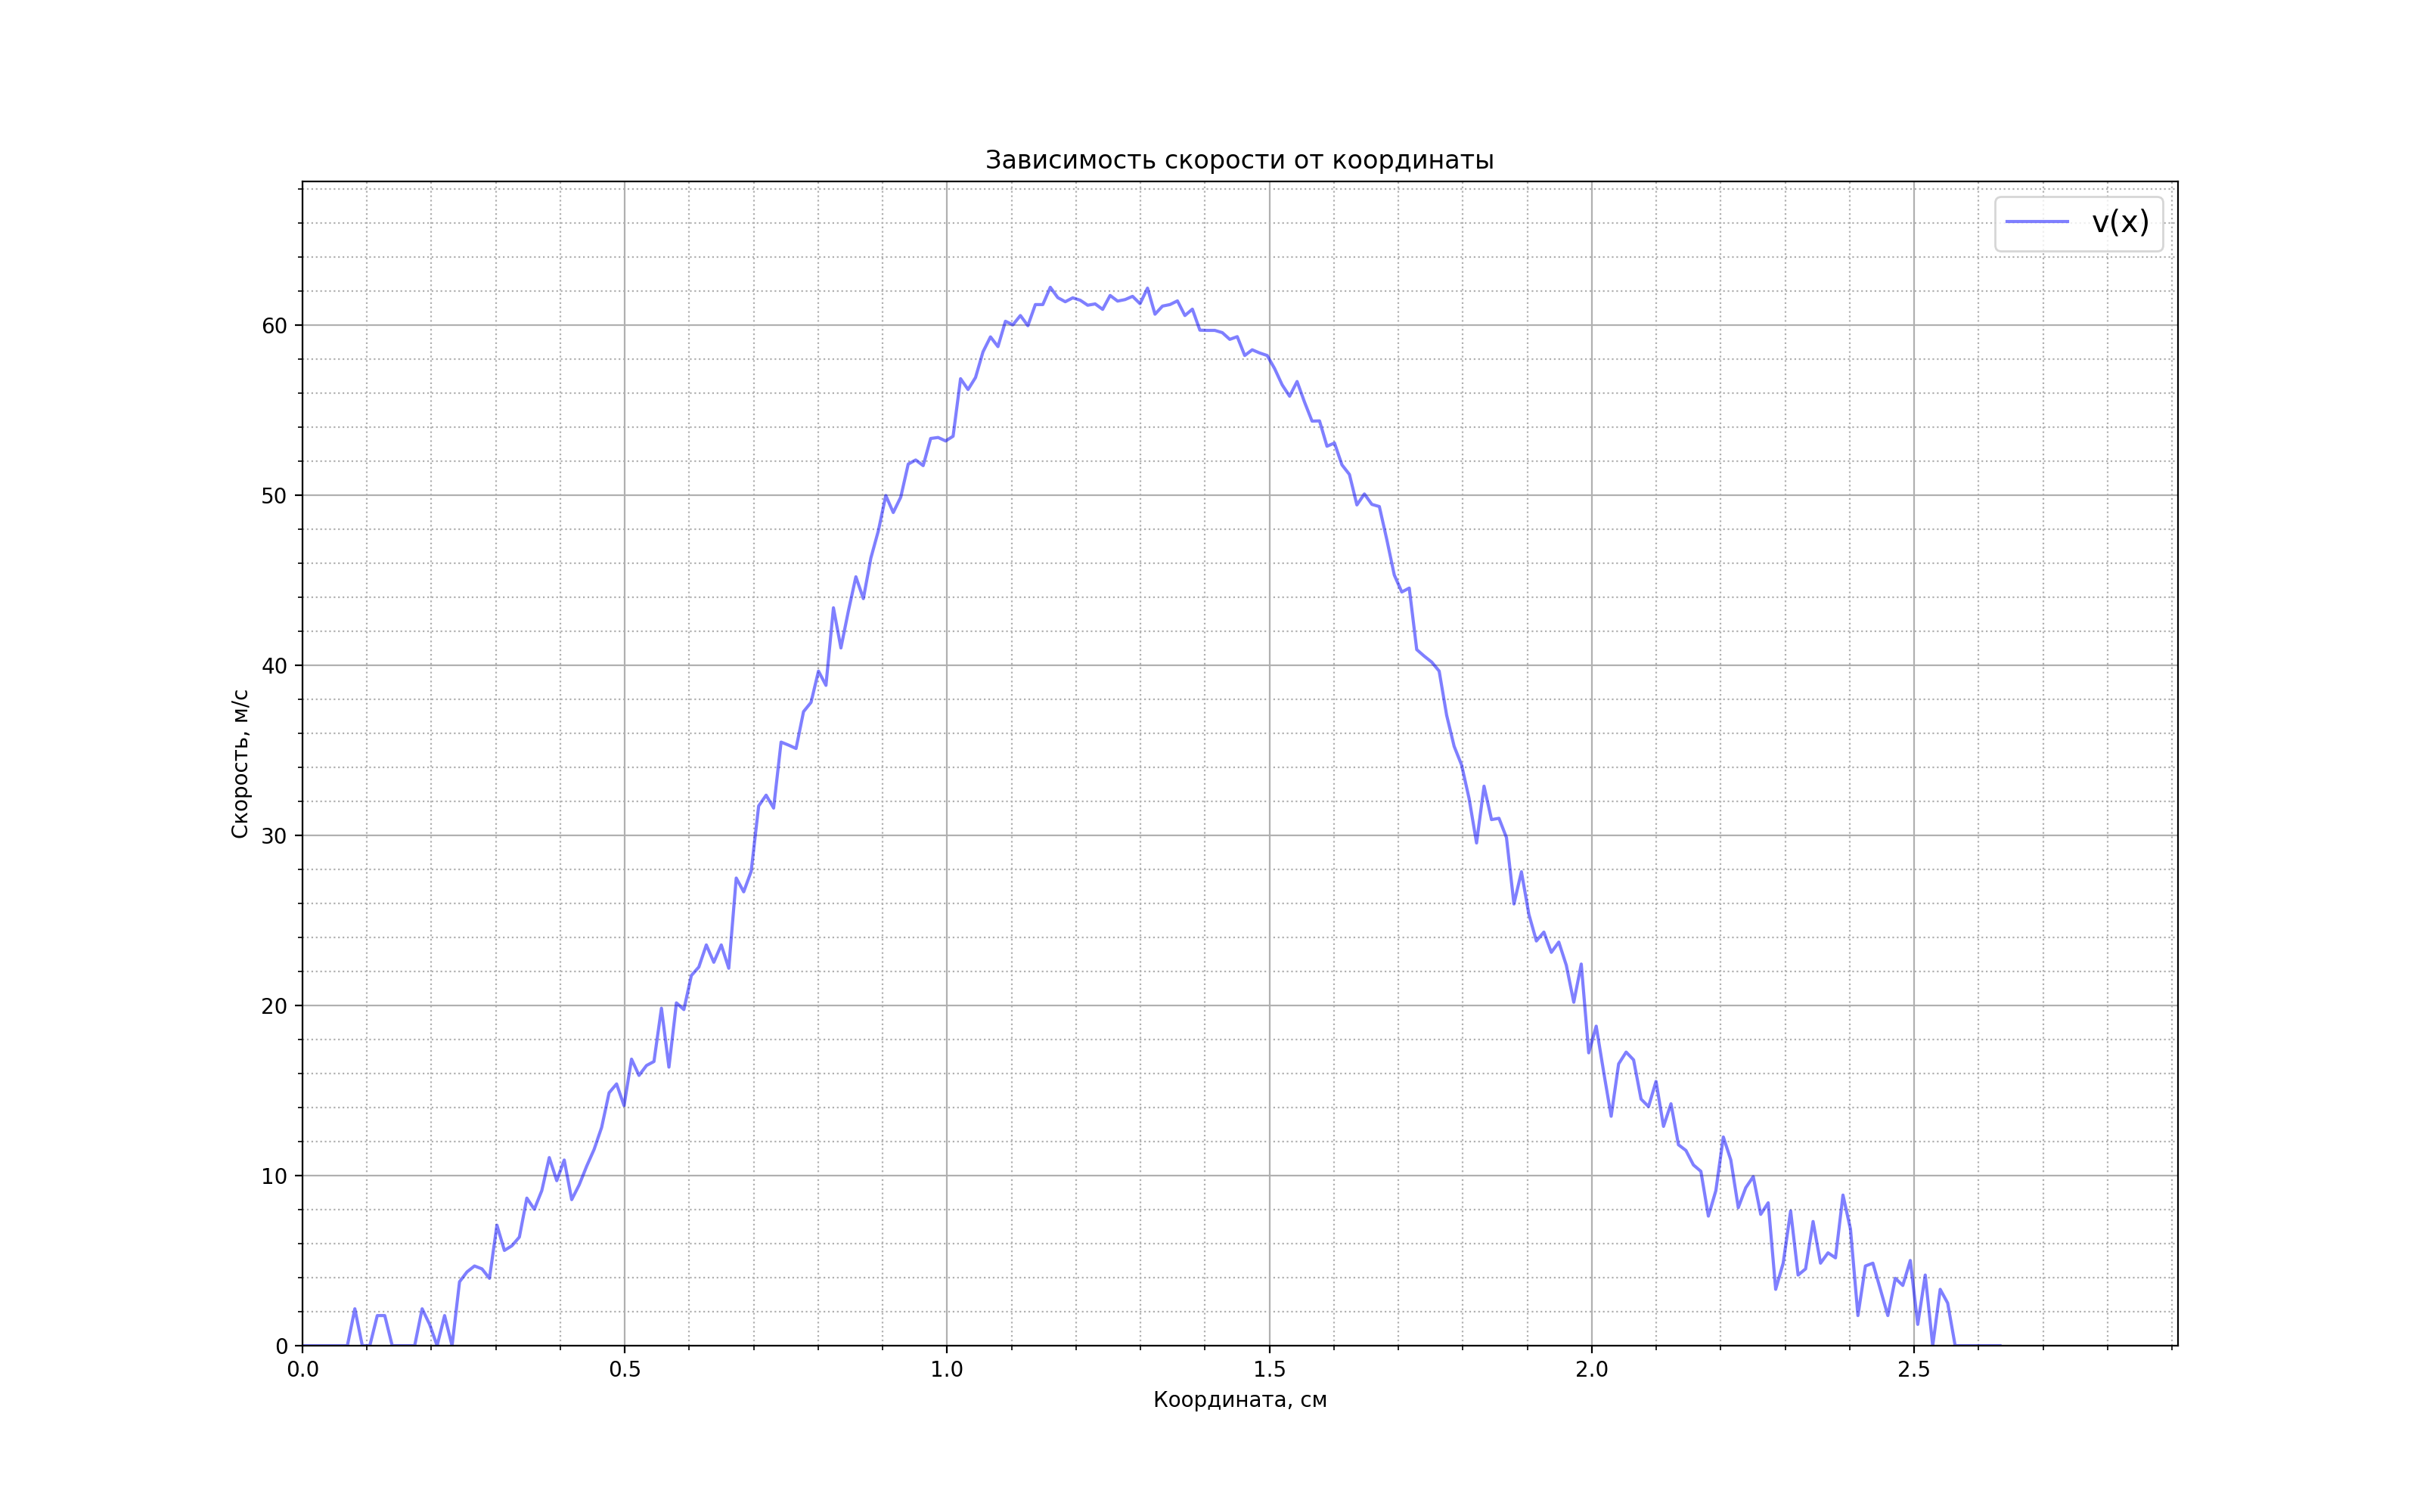 Зависимость скорости от координаты
v(x)
60
50
40
30
20
10
0
Скорость, м/с
0.0 0.5 1.0 1.5 2.0 2.5
Координата, см